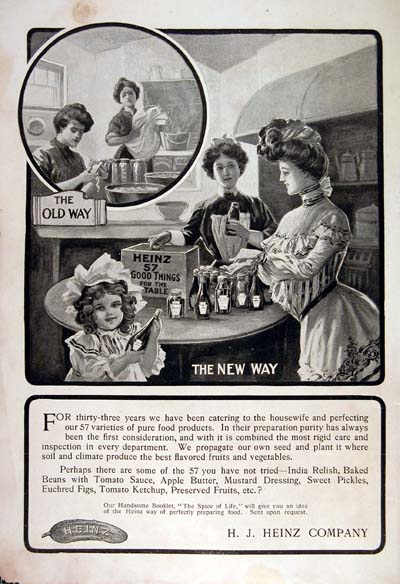 THE
OLD WAY
HEINZ
57
GOOD THINGS
FOR THE
TABLE
THE NEW WAY
FOR thirty-three years we have been catering to the housewife and perfecting
our 57 varieties of pure food products. In their preparation purity has always
been the first consideration, and with it is combined the most rigid care and
inspection in every department. We propagate our own seed and plant it where
soil and climate produce the best flavored fruits and vegetables.
Perhaps there are some of the 57 you have not tried—India Relish, Baked
Beans with Tomato Sauce, Apple Butter, Mustard Dressing, Sweet Pickles,
Euchred Figs, Tomato Ketchup, Preserved Fruits, etc.?
Our Handsome Booklet, "The Spice of Life," will give you an idea
of the Heinz way of perfectly preparing food. Sent upon request.
HEINZ
H. J. HEINZ COMPANY